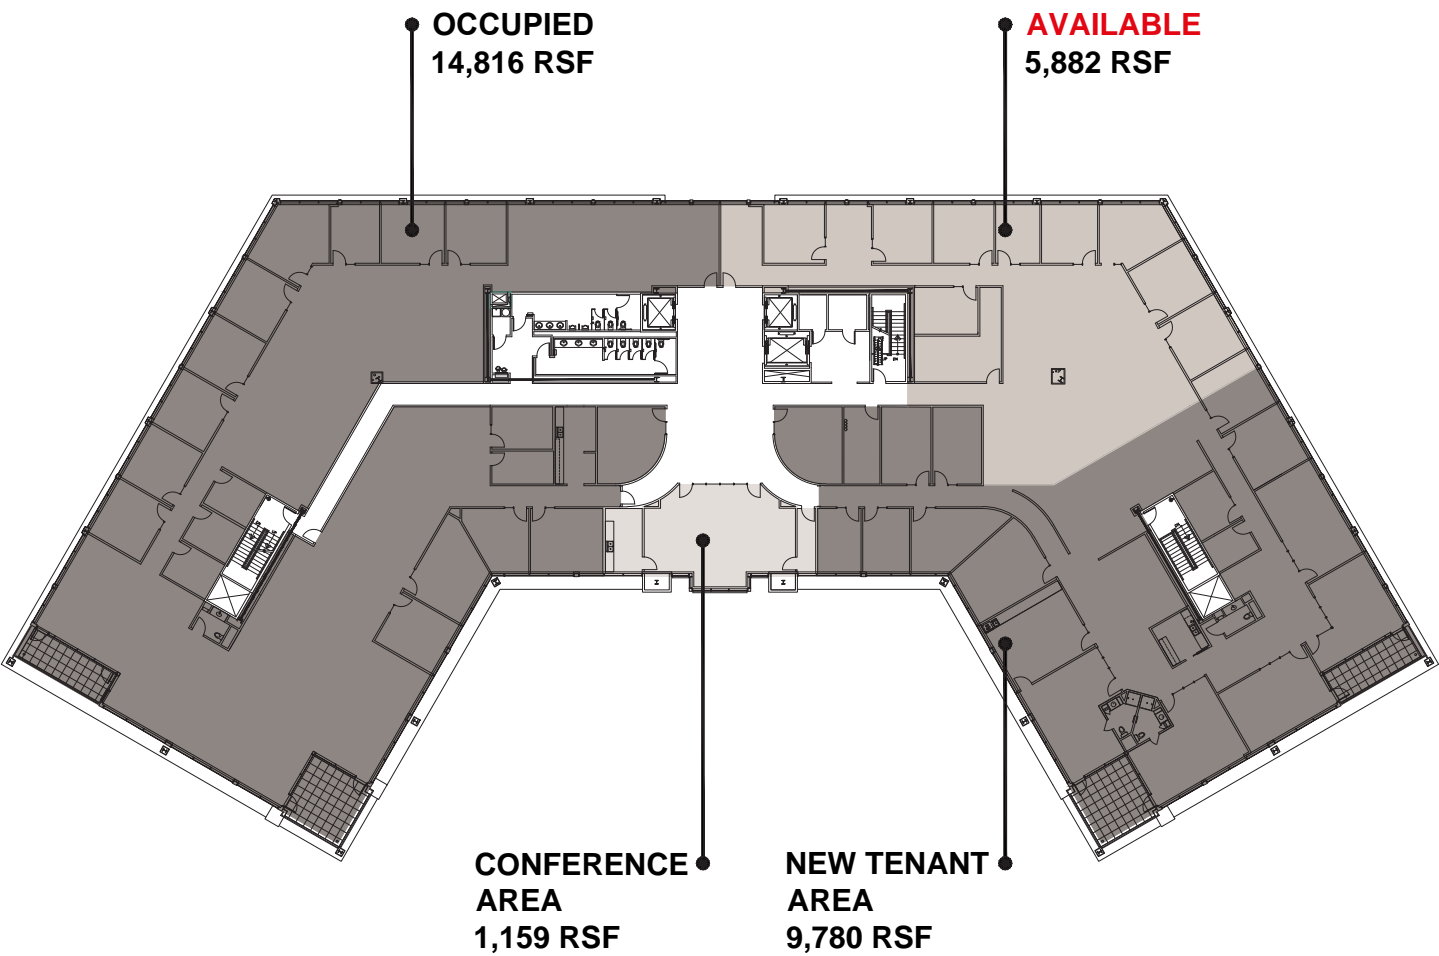 OCCUPIED
14,816 RSF
AVAILABLE
5,882 RSF
CONFERENCE
AREA
1,159 RSF
NEW TENANT
AREA
9,780 RSF